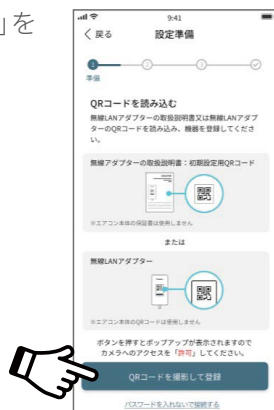 」を
9:41
戻る
設定準備
1
2
3
準備
QRコードを読み込む
無線LANアダプターの取扱説明書又は無線LANアダプ
ターのQRコードを読み込み、機器を登録してくださ
い。
無線アダプターの取扱説明書：初期設定用QRコード
※エアコン本体の保証書は使用しません
または
無線LANアダプター
※エアコン本体のQRコードは使用しません
ボタンを押すとポップアップが表示されますので
カメラへのアクセスを「許可」してください。
QRコードを撮影して登録
パスワードを入れないで接続する